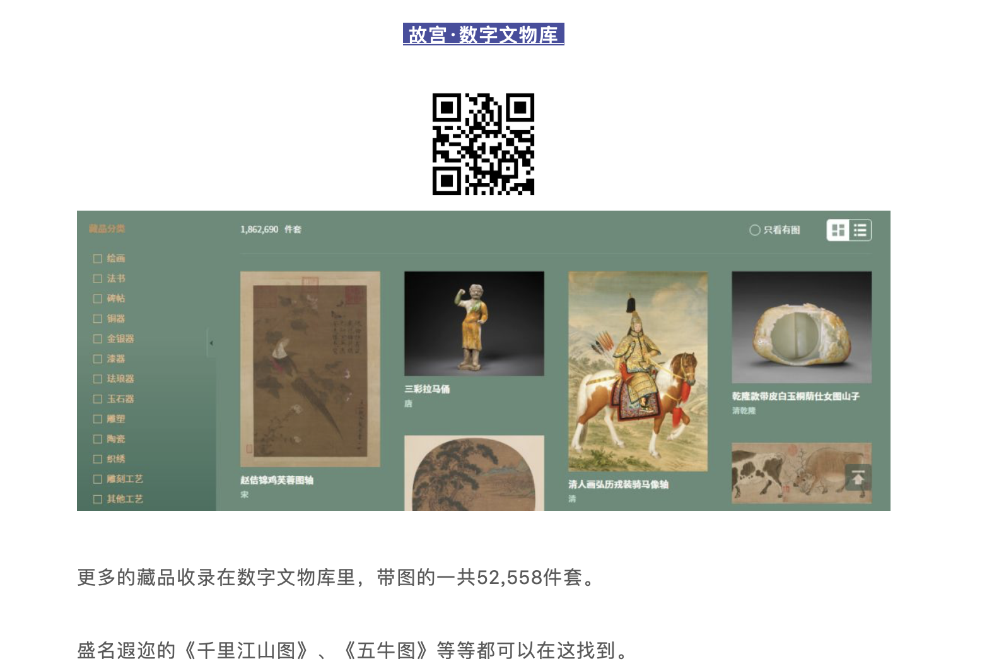 故宫·数字文物库
藏品分类
1,862,690 件套
只看有图
绘画
法书
碑帖
铜器
金银器
漆器
珐琅器
玉石器
雕塑
陶瓷
织绣
雕刻工艺
其他工艺
赵佶锦鸡芙蓉图轴
宋
三彩拉马俑
唐
清人画弘历戎装骑马像轴
清
乾隆款带皮白玉桐荫仕女图山子
清乾隆
更多的藏品收录在数字文物库里，带图的一共52,558件套。
盛名遐迩的《千里江山图》、《五牛图》等等都可以在这找到。